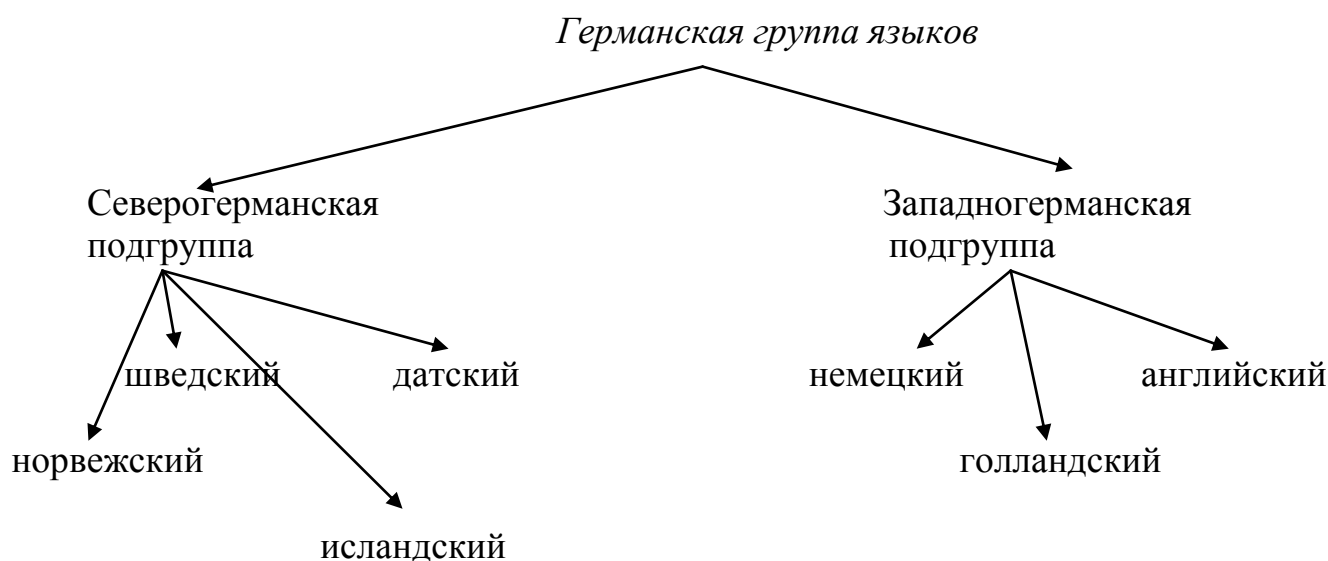 Германская группа языков
Северогерманская
подгруппа
Западногерманская
подгруппа
шведский
датский
немецкий
английский
норвежский
голландский
исландский